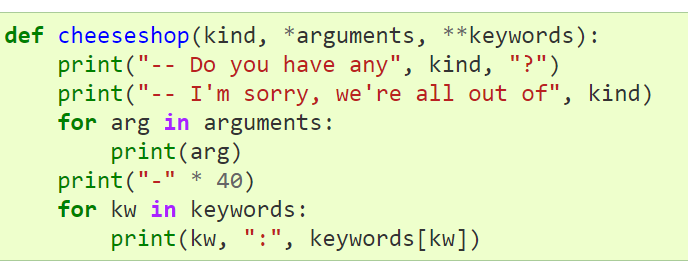 def cheeseshop(kind, *arguments, **keywords):
    print("-- Do you have any", kind, "?")
    print("-- I'm sorry, we're all out of", kind)
    for arg in arguments:
        print(arg)
    print("-" * 40)
    for kw in keywords:
        print(kw, ":", keywords[kw])